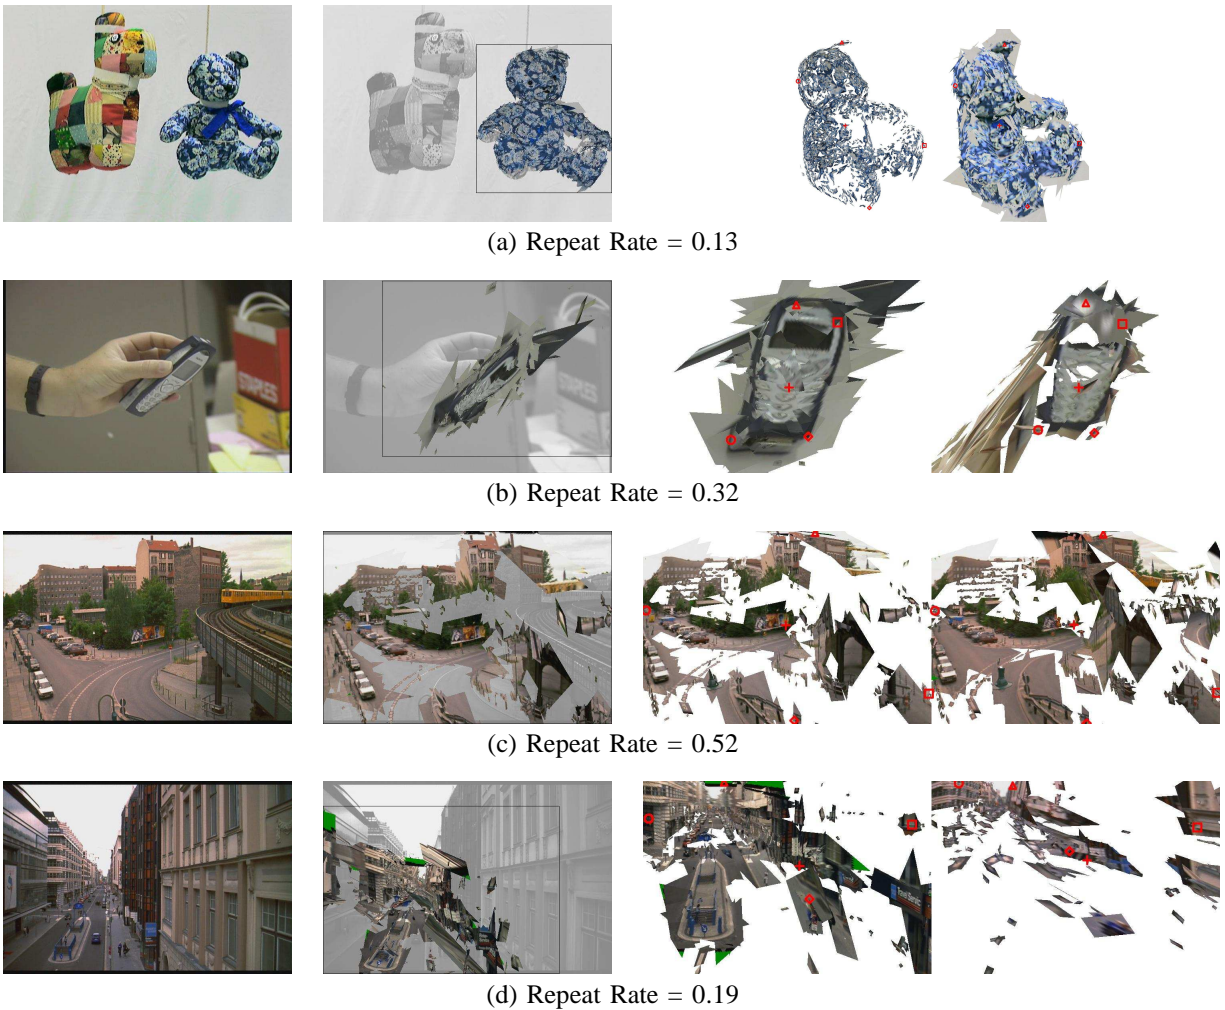 (a) Repeat Rate = 0.13
STAPLES
(b) Repeat Rate = 0.32
(c) Repeat Rate = 0.52
(d) Repeat Rate = 0.19